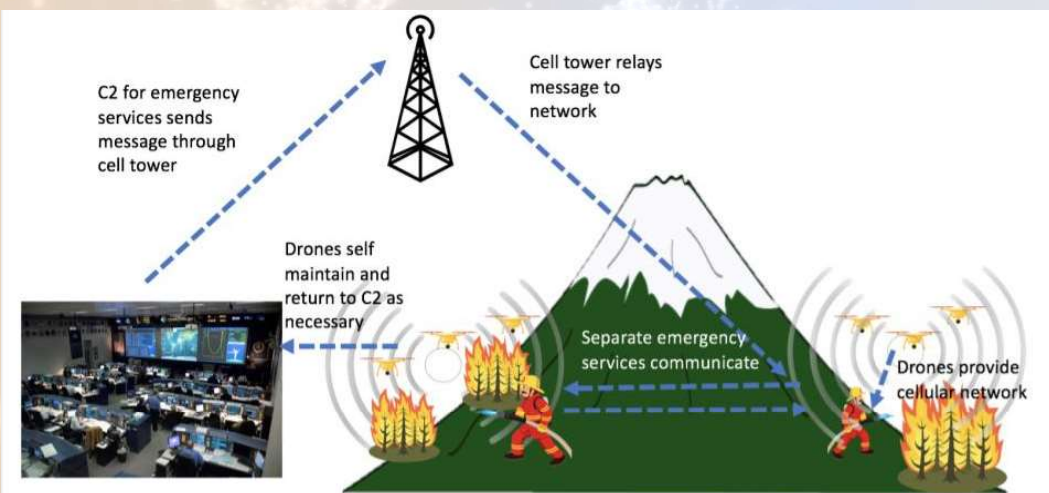 C2 for emergency
services sends
message through
cell tower
Cell tower relays
message to
network
Drones self
maintain and
return to C2 as
necessary
Separate emergency
services communicate
Drones provide
cellular network